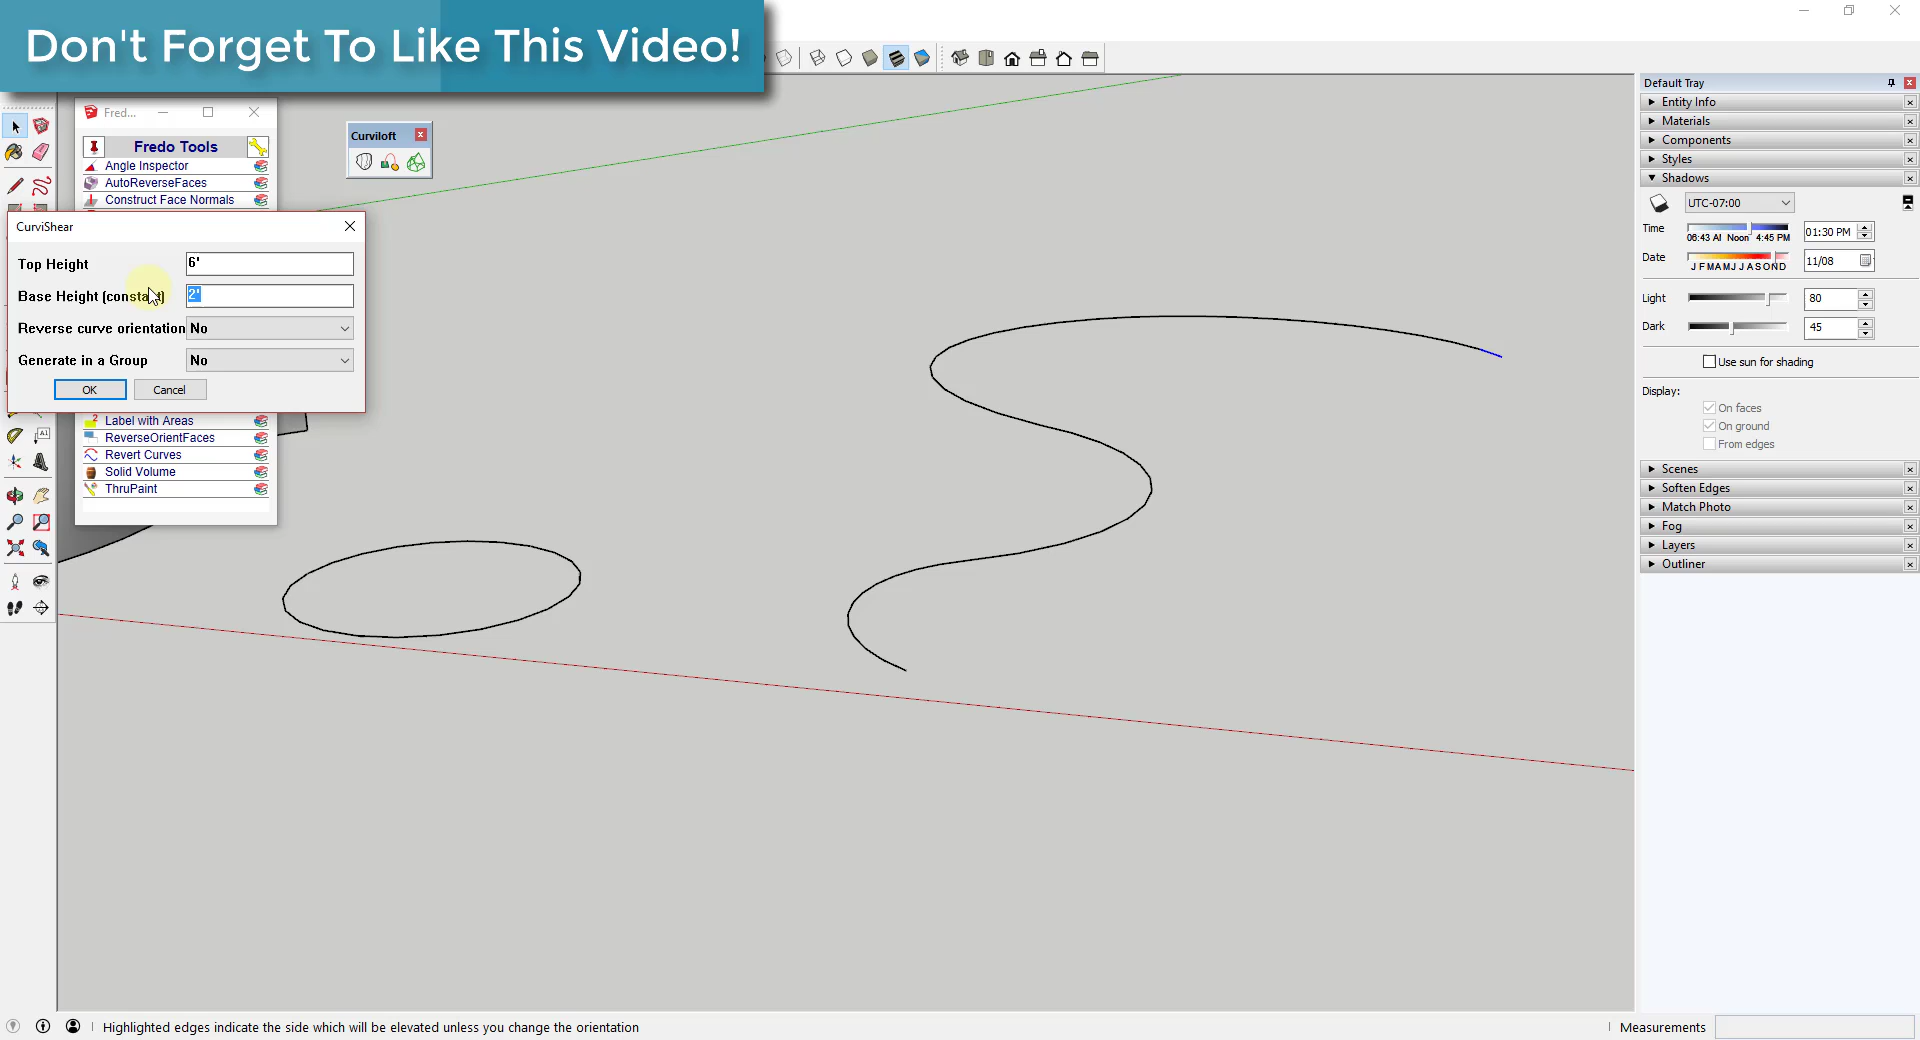 Don't Forget To Like This Video!
Fred...
Fredo Tools
Angle Inspector
AutoReverseFaces
Construct Face Normals
Curviloft
CurviShear
Top Height
6'
Base Height (constant)
2'
Reverse curve orientation
No
Generate in a Group
No
OK
Cancel
Label with Areas
ReverseOrientFaces
Revert Curves
Solid Volume
ThruPaint
Default Tray
Entity Info
Materials
Components
Styles
Shadows
UTC-07:00
Time
06:43 AM Noon 4:45 PM
01:30 PM
Date
J F M A M J J A S O N D
11/08
Light
80
Dark
45
Use sun for shading
Display:
On faces
On ground
From edges
Scenes
Soften Edges
Match Photo
Fog
Layers
Outliner
Highlighted edges indicate the side which will be elevated unless you change the orientation
Measurements